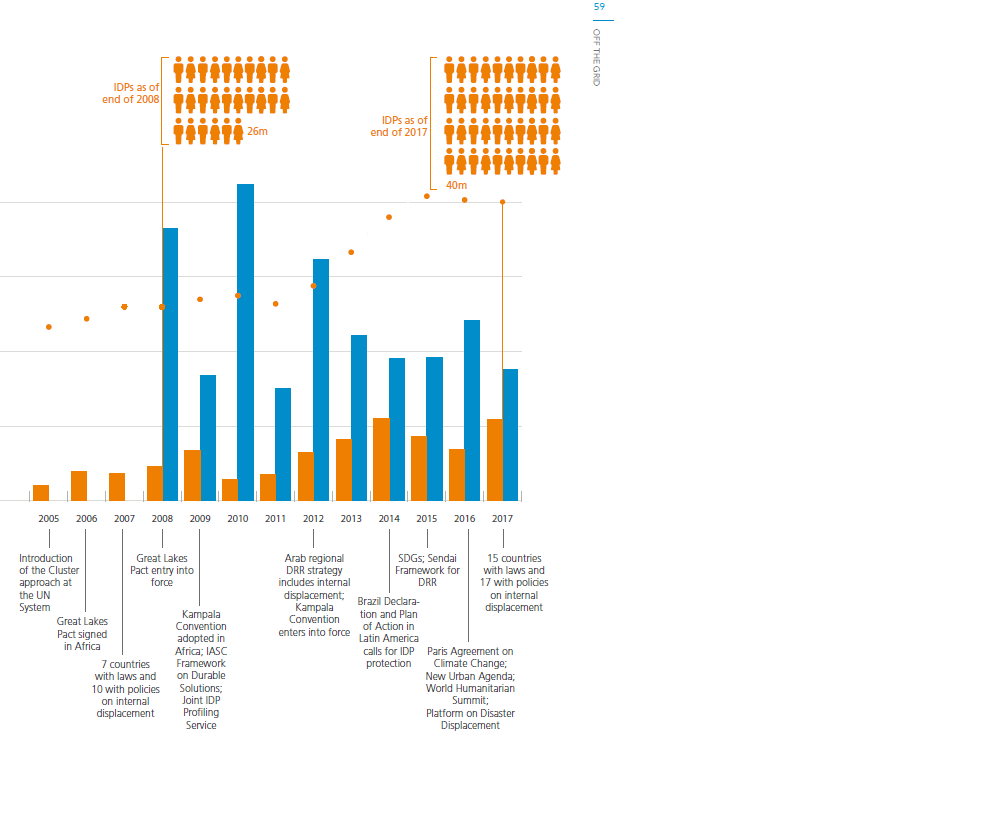 59
OFF THE GRID
IDPs as of
end of 2008
26m
IDPs as of
end of 2017
40m
2005
2006
2007
2008
2009
2010
2011
2012
2013
2014
2015
2016
2017
Introduction
of the Cluster
approach at
the UN
System
Great Lakes
Pact signed
in Africa
7 countries
with laws and
10 with policies
on internal
displacement
Great Lakes
Pact entry into
force
Kampala
Convention
adopted in
Africa; IASC
Framework
on Durable
Solutions;
Joint IDP
Profiling
Service
Arab regional
DRR strategy
includes internal
displacement;
Kampala
Convention
enters into force
Brazil Declara-
tion and Plan
of Action in
Latin America
calls for IDP
protection
SDGs; Sendai
Framework for
DRR
Paris Agreement on
Climate Change;
New Urban Agenda;
World Humanitarian
Summit;
Platform on Disaster
Displacement
15 countries
with laws and
17 with policies
on internal
displacement